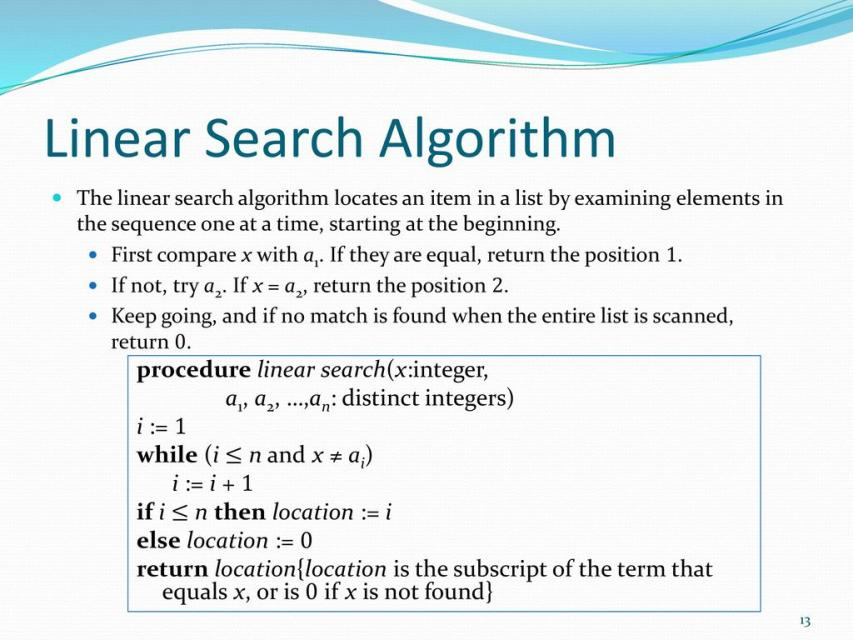 Linear Search Algorithm
• The linear search algorithm locates an item in a list by examining elements in
the sequence one at a time, starting at the beginning.
• First compare x with a₁. If they are equal, return the position 1.
• If not, try a₂. If x = a₂, return the position 2.
• Keep going, and if no match is found when the entire list is scanned,
return 0.
procedure linear search(x:integer,
a₁, a₂, …,aₙ: distinct integers)
i := 1
while (i ≤ n and x ≠ aᵢ)
i := i + 1
if i ≤ n then location := i
else location := 0
return location{location is the subscript of the term that
equals x, or is 0 if x is not found}
13